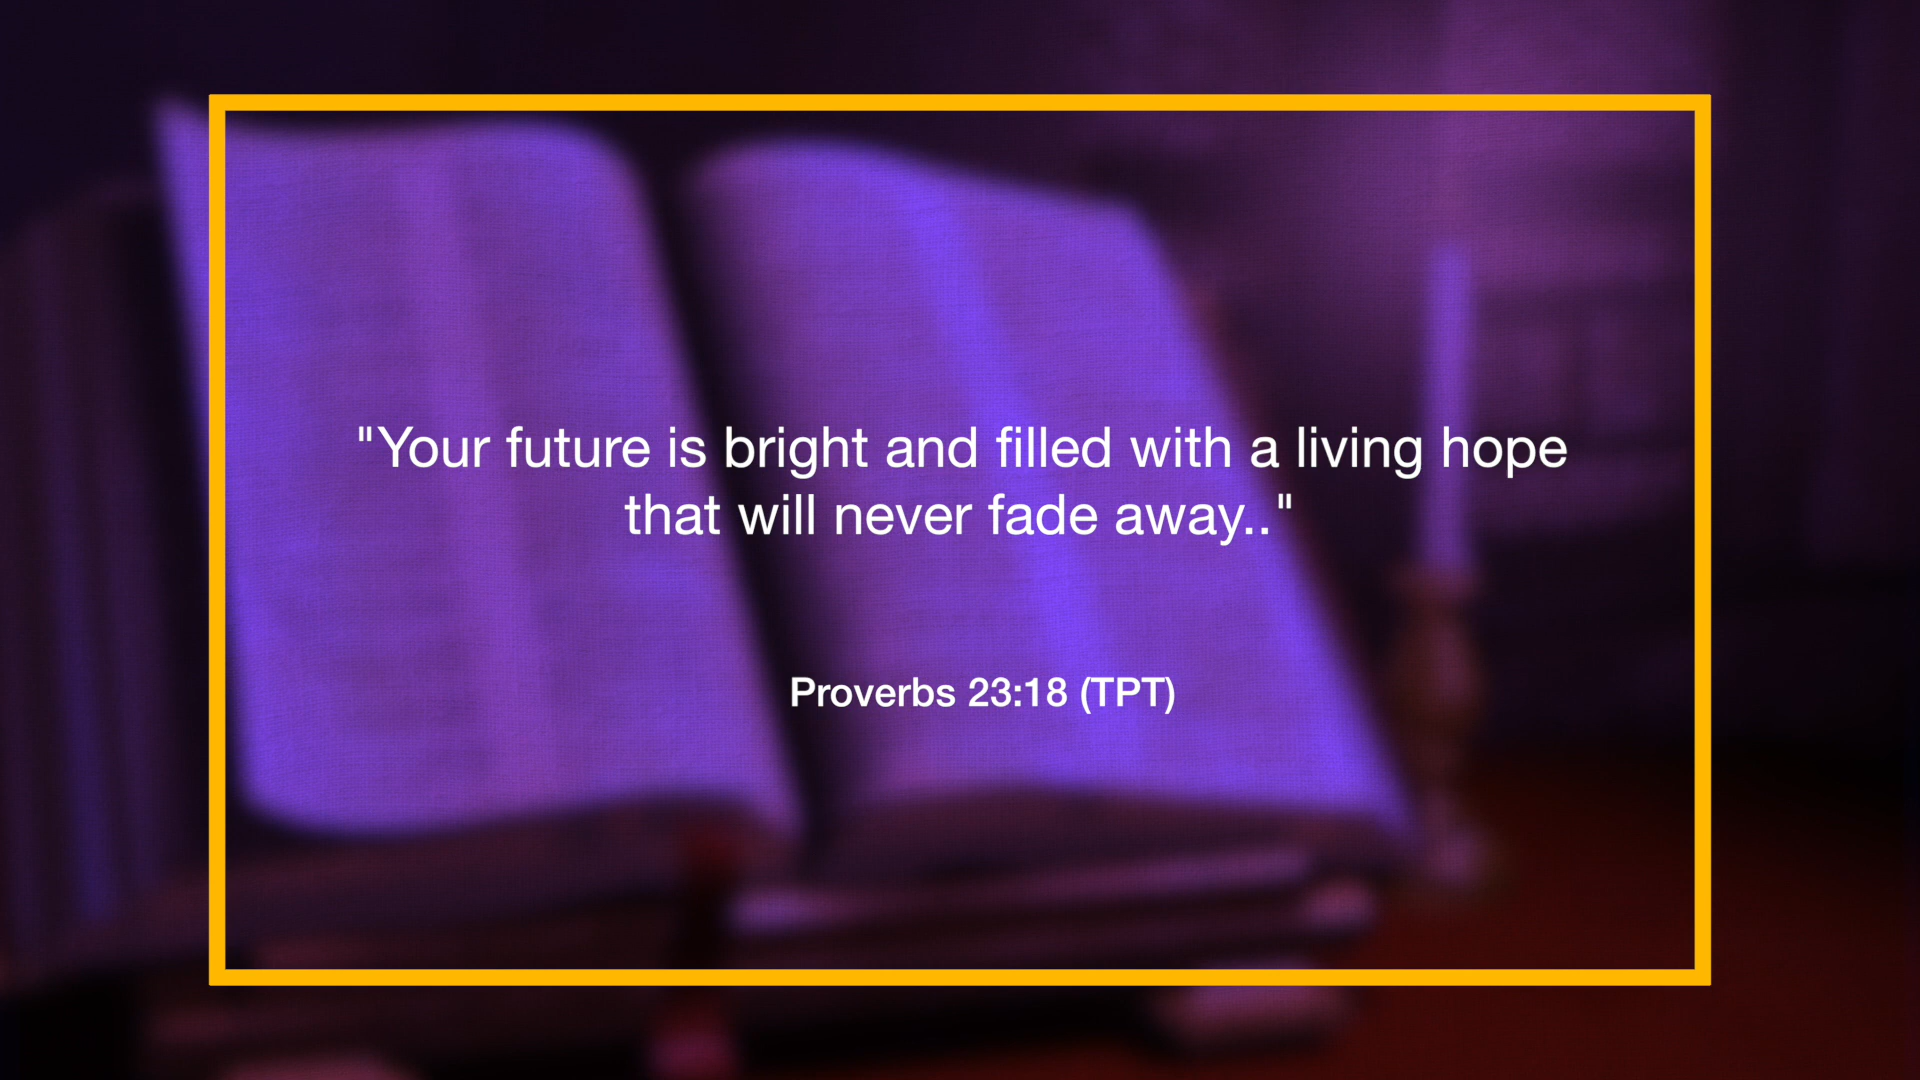 "Your future is bright and filled with a living hope
that will never fade away.."
Proverbs 23:18 (TPT)